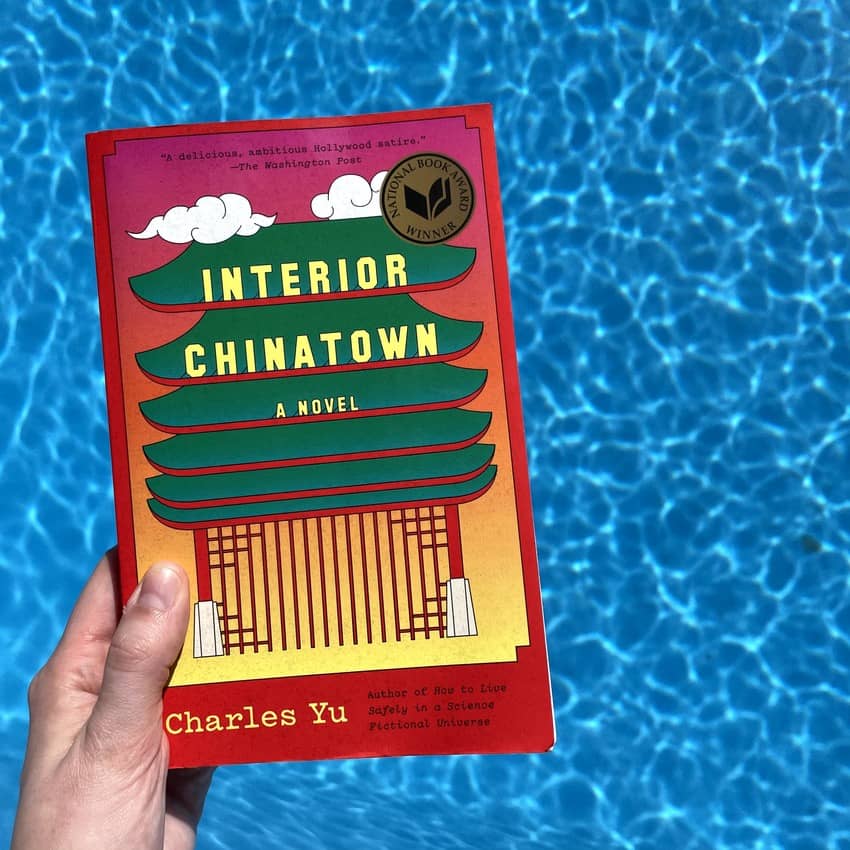 "A delicious, ambitious Hollywood satire."
—The Washington Post
NATIONAL BOOK AWARD
WINNER
INTERIOR
CHINATOWN
A NOVEL
Charles Yu
Author of How to Live
Safely in a Science
Fictional Universe